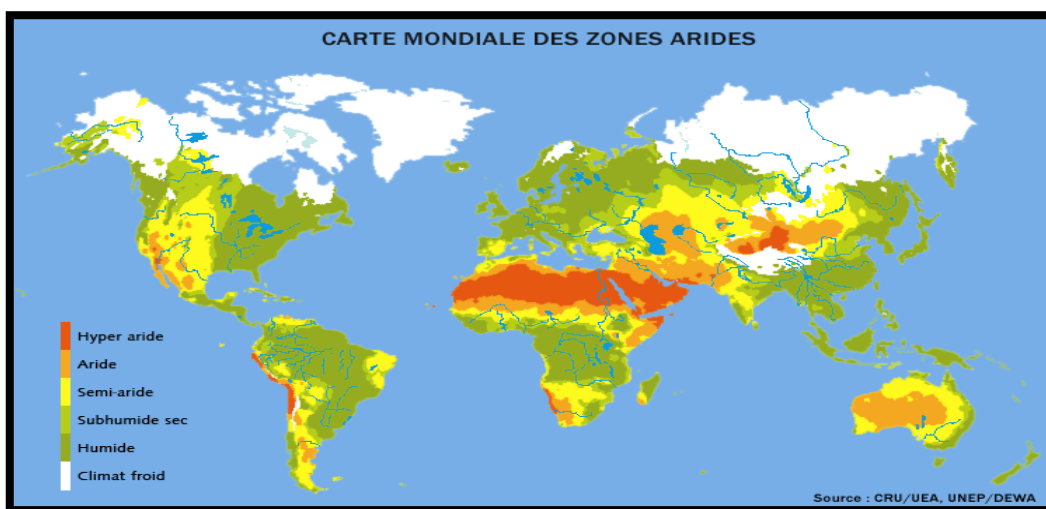 CARTE MONDIALE DES ZONES ARIDES
Hyper aride
Aride
Semi-aride
Subhumide sec
Humide
Climat froid
Source : CRU/UEA, UNEP/DEWA